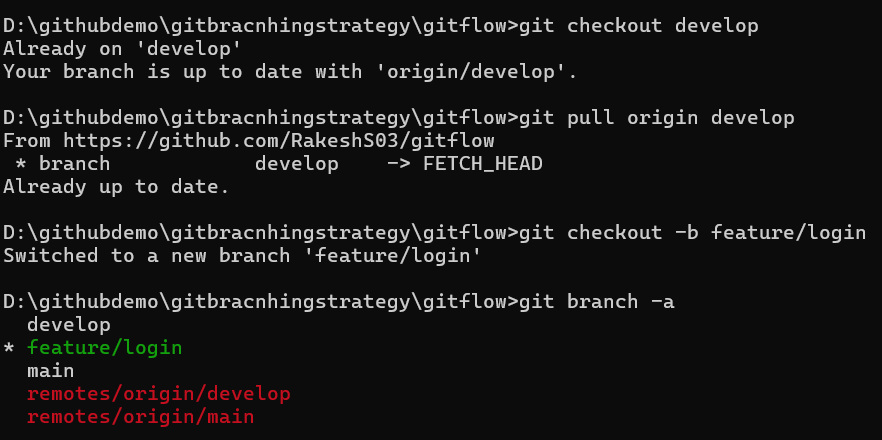 D:\githubdemo\gitbracnhingstrategy\gitflow>git checkout develop
Already on 'develop'
Your branch is up to date with 'origin/develop'.
D:\githubdemo\gitbracnhingstrategy\gitflow>git pull origin develop
From https://github.com/RakeshS03/gitflow
 * branch            develop    -> FETCH_HEAD
Already up to date.
D:\githubdemo\gitbracnhingstrategy\gitflow>git checkout -b feature/login
Switched to a new branch 'feature/login'
D:\githubdemo\gitbracnhingstrategy\gitflow>git branch -a
  develop
* feature/login
  main
  remotes/origin/develop
  remotes/origin/main